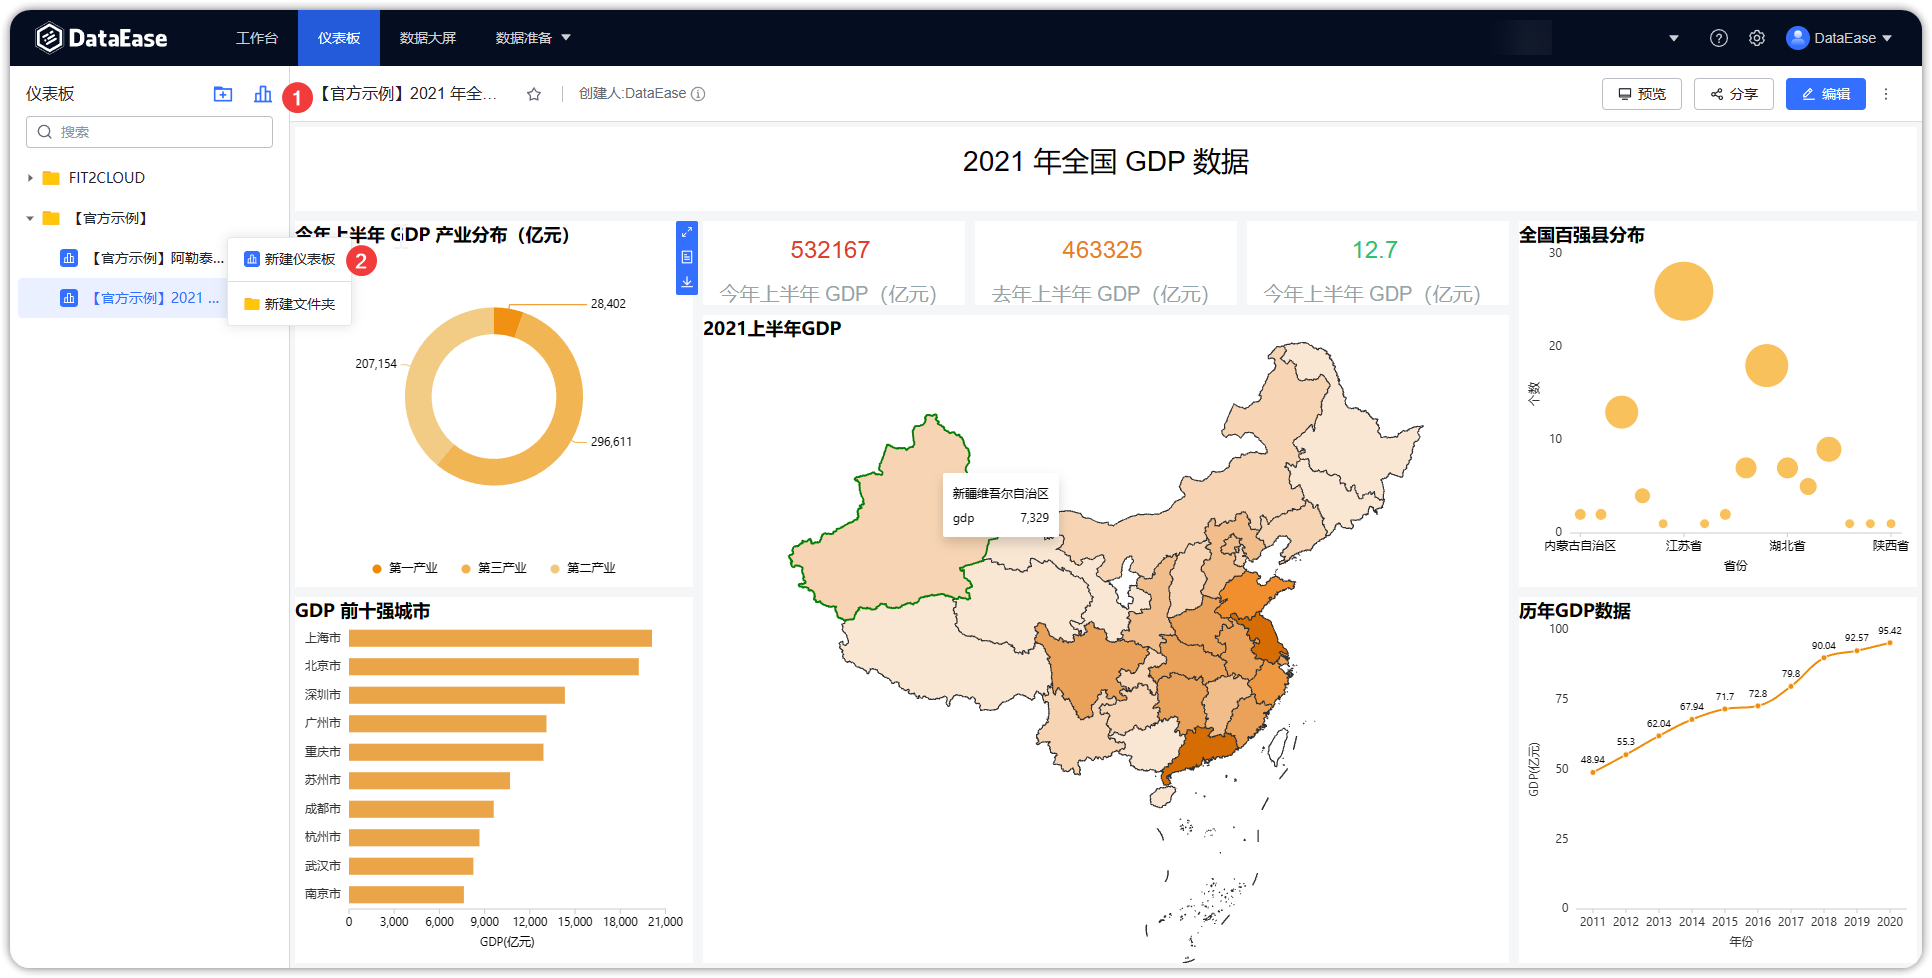 DataEase
工作台
仪表板
数据大屏
数据准备
DataEase
仪表板
1
【官方示例】2021 年全...
创建人:DataEase
预览
分享
编辑
搜索
FIT2CLOUD
【官方示例】
【官方示例】阿勒泰...
【官方示例】2021 ...
新建仪表板
2
新建文件夹
2021 年全国 GDP 数据
今年上半年 GDP 产业分布（亿元）
28,402
207,154
296,611
第一产业
第三产业
第二产业
532167
今年上半年 GDP（亿元）
463325
去年上半年 GDP（亿元）
12.7
今年上半年 GDP（亿元）
2021上半年GDP
新疆维吾尔自治区
gdp 7,329
全国百强县分布
30
20
10
0
个数
内蒙古自治区
江苏省
湖北省
陕西省
省份
GDP 前十强城市
上海市
北京市
深圳市
广州市
重庆市
苏州市
成都市
杭州市
武汉市
南京市
0 3,000 6,000 9,000 12,000 15,000 18,000 21,000
GDP(亿元)
历年GDP数据
100
75
50
25
0
GDP(亿元)
48.94
55.3
62.04
67.94
71.7
72.8
79.8
90.04
92.57
95.42
2011 2012 2013 2014 2015 2016 2017 2018 2019 2020
年份